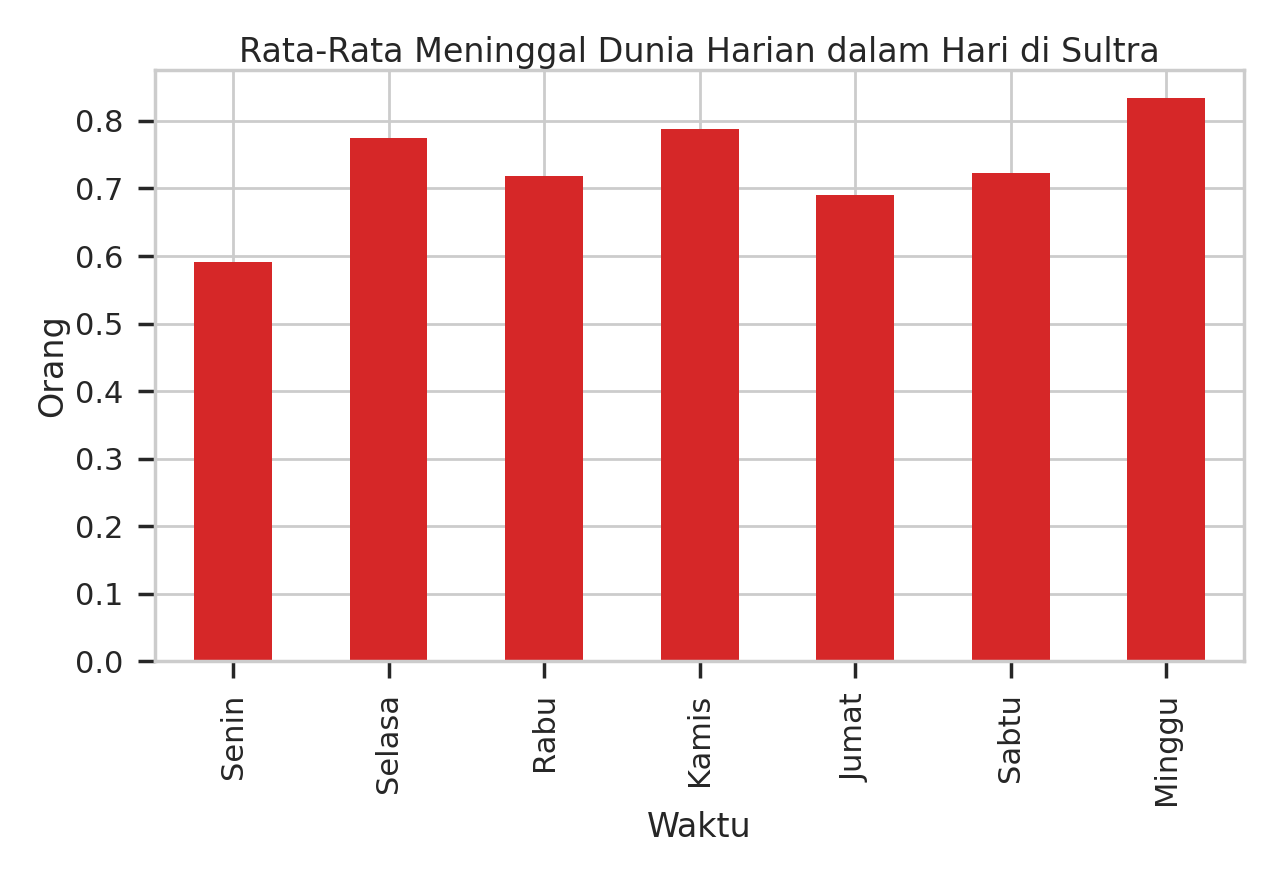 Rata-Rata Meninggal Dunia Harian dalam Hari di Sultra
0.8
0.7
0.6
0.5
0.4
0.3
0.2
0.1
0.0
Orang
Senin
Selasa
Rabu
Kamis
Jumat
Sabtu
Minggu
Waktu